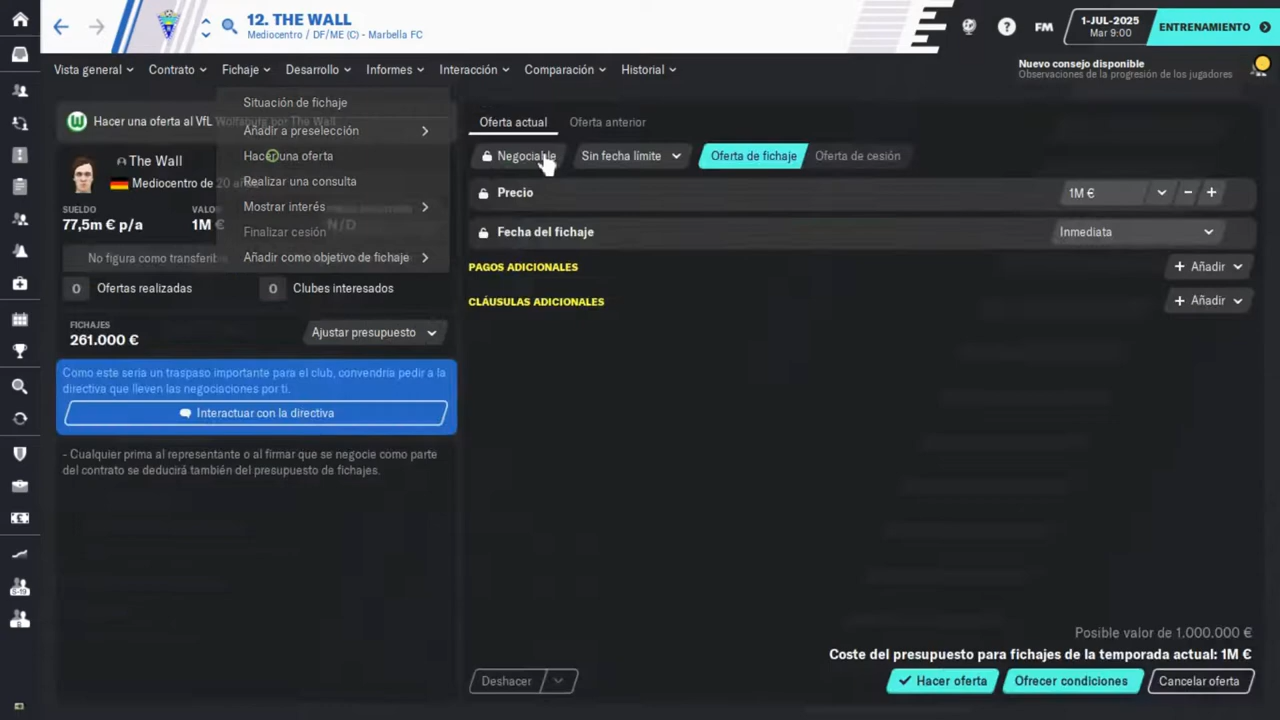 12. THE WALL
Mediocentro / DF/ME (C) - Marbella FC
FM
1-JUL-2025
Mar 9:00
ENTRENAMIENTO
Vista general
Contrato
Fichaje
Desarrollo
Informes
Interacción
Comparación
Historial
Nuevo consejo disponible
Observaciones de la progresión de los jugadores
Hacer una oferta al VfL Wolfsburg por The Wall
Situación de fichaje
Añadir a preselección
Hacer una oferta
Realizar una consulta
Mostrar interés
Finalizar cesión
Añadir como objetivo de fichaje
The Wall
Mediocentro de 20 años
SUELDO
77,5m € p/a
VALO
1M €
N/D
No figura como transferib
0 Ofertas realizadas
0 Clubes interesados
FICHAJES
261.000 €
Ajustar presupuesto
Como este sería un traspaso importante para el club, convendría pedir a la
directiva que lleven las negociaciones por ti.
Interactuar con la directiva
- Cualquier prima al representante o al firmar que se negocie como parte
del contrato se deducirá también del presupuesto de fichajes.
Oferta actual
Oferta anterior
Negociable
Sin fecha límite
Oferta de fichaje
Oferta de cesión
Precio
1M €
Fecha del fichaje
Inmediata
PAGOS ADICIONALES
Añadir
CLÁUSULAS ADICIONALES
Añadir
Posible valor de 1.000.000 €
Coste del presupuesto para fichajes de la temporada actual: 1M €
Deshacer
Hacer oferta
Ofrecer condiciones
Cancelar oferta